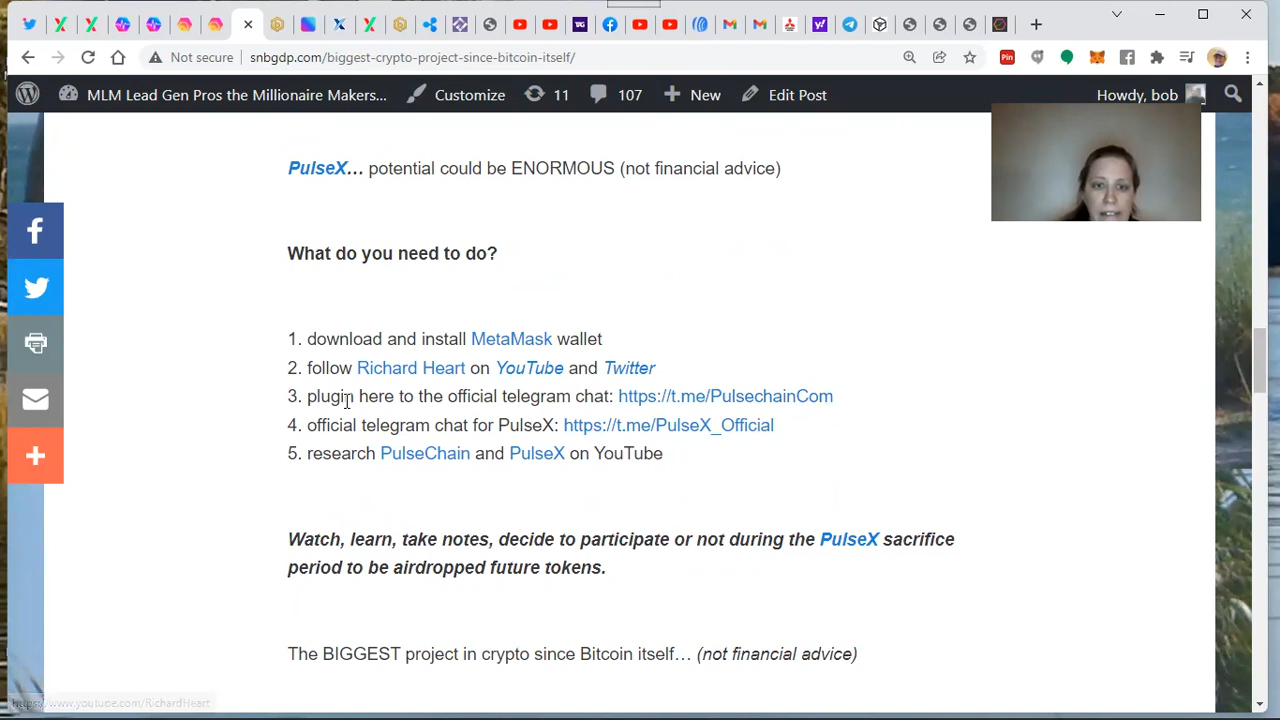 Not secure | snbgdp.com/biggest-crypto-project-since-bitcoin-itself/
MLM Lead Gen Pros the Millionaire Makers... Customize 11 107 New Edit Post Howdy, bob
PulseX… potential could be ENORMOUS (not financial advice)
What do you need to do?
1. download and install MetaMask wallet
2. follow Richard Heart on YouTube and Twitter
3. plugin here to the official telegram chat: https://t.me/PulsechainCom
4. official telegram chat for PulseX: https://t.me/PulseX_Official
5. research PulseChain and PulseX on YouTube
Watch, learn, take notes, decide to participate or not during the PulseX sacrifice
period to be airdropped future tokens.
The BIGGEST project in crypto since Bitcoin itself… (not financial advice)
https://www.youtube.com/RichardHeart